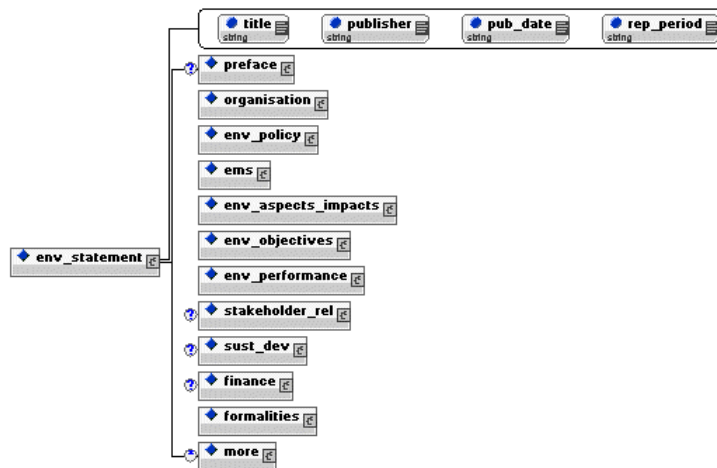 title publisher pub_date rep_period
string string string string
preface
organisation
env_policy
ems
env_aspects_impacts
env_objectives
env_statement
env_performance
stakeholder_rel
sust_dev
finance
formalities
more